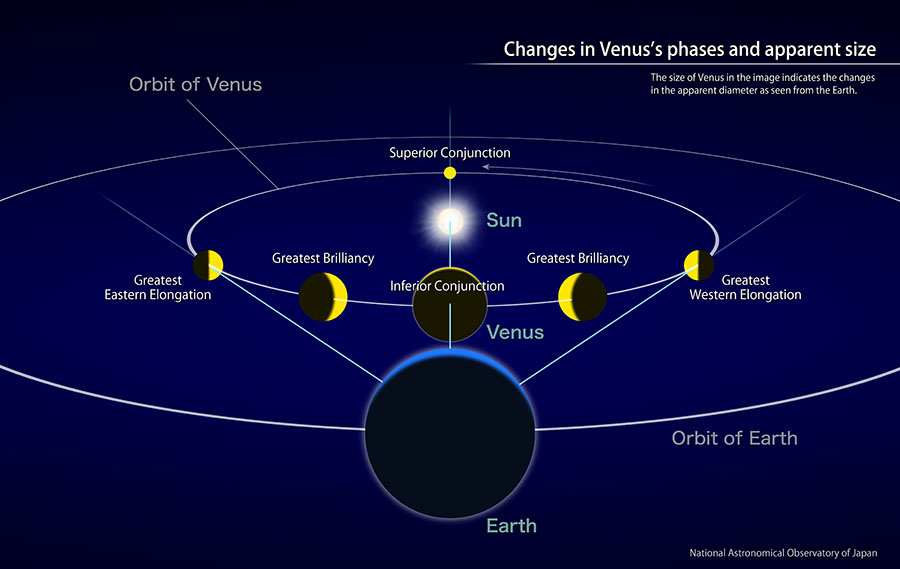 Changes in Venus's phases and apparent size
The size of Venus in the image indicates the changes
in the apparent diameter as seen from the Earth.
Orbit of Venus
Superior Conjunction
Sun
Greatest Brilliancy
Greatest Brilliancy
Greatest
Eastern Elongation
Inferior Conjunction
Greatest
Western Elongation
Venus
Orbit of Earth
Earth
National Astronomical Observatory of Japan